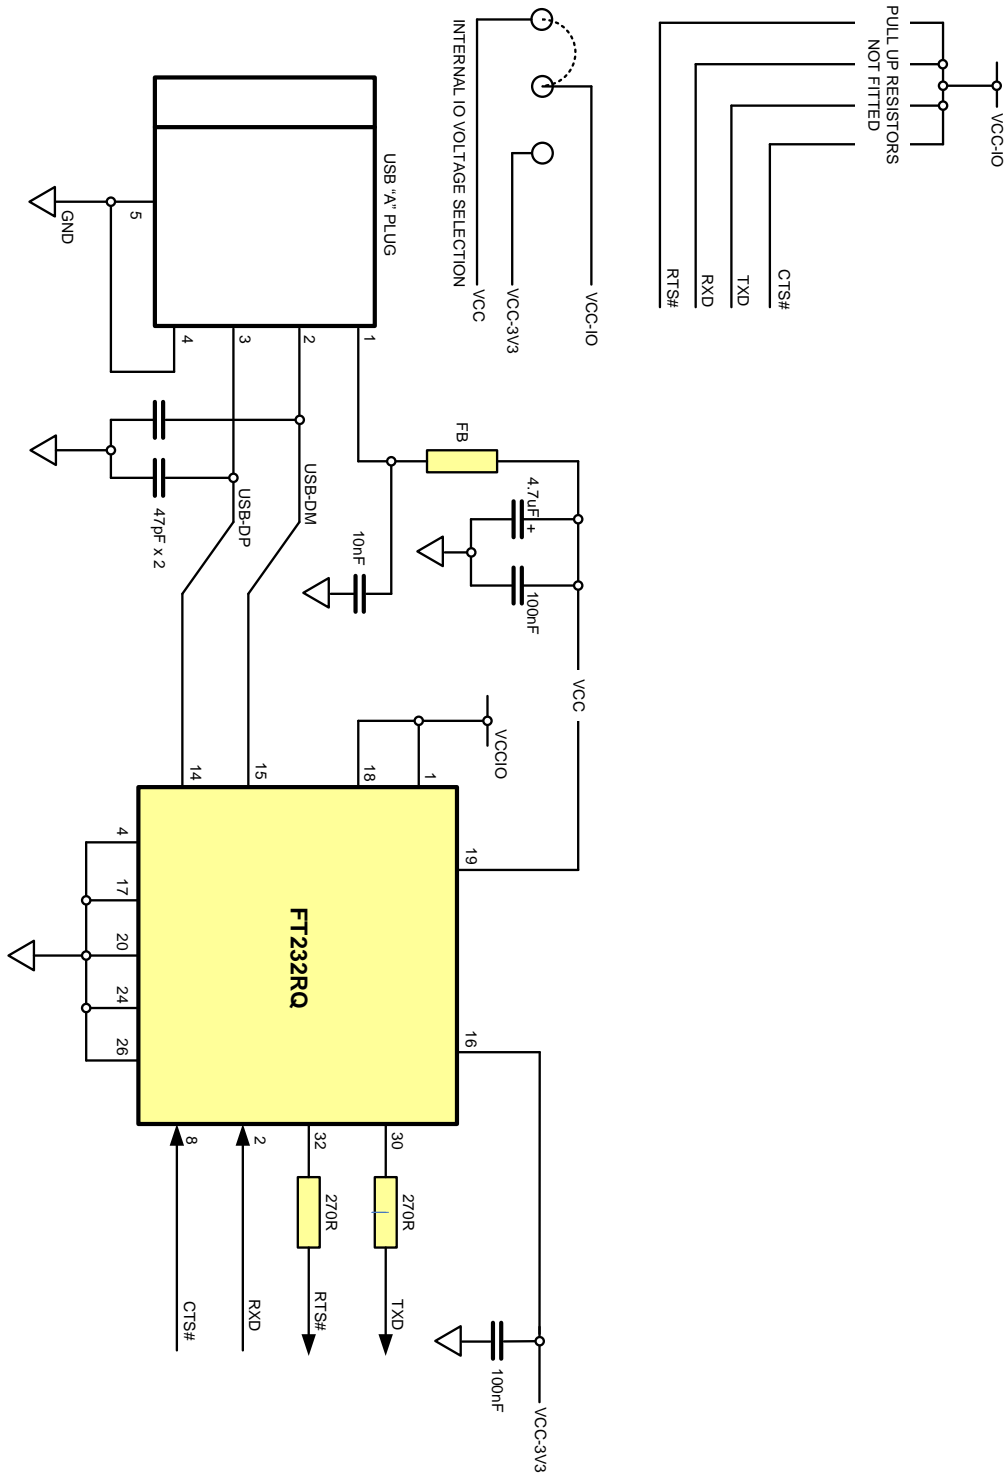 PULL UP RESISTORS
NOT FITTED
VCC-IO
CTS#
TXD
RXD
RTS#
INTERNAL IO VOLTAGE SELECTION
VCC-IO
VCC-3V3
VCC
USB "A" PLUG
5
GND
1
2
3
4
FB
4.7uF +
100nF
10nF
USB-DM
USB-DP
47pF x 2
VCC
VCCIO
1
18
15
14
19
16
FT232RQ
4
17
20
24
26
30
32
2
8
270R
270R
TXD
RTS#
RXD
CTS#
100nF
VCC-3V3